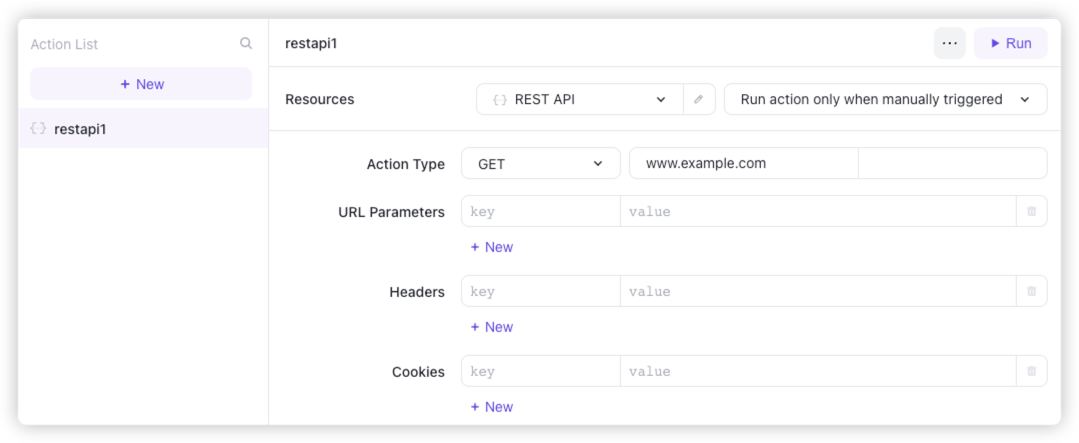 Action List
+ New
restapi1
restapi1
... Run
Resources
REST API
Run action only when manually triggered
Action Type
GET
www.example.com
URL Parameters
key
value
+ New
Headers
key
value
+ New
Cookies
key
value
+ New